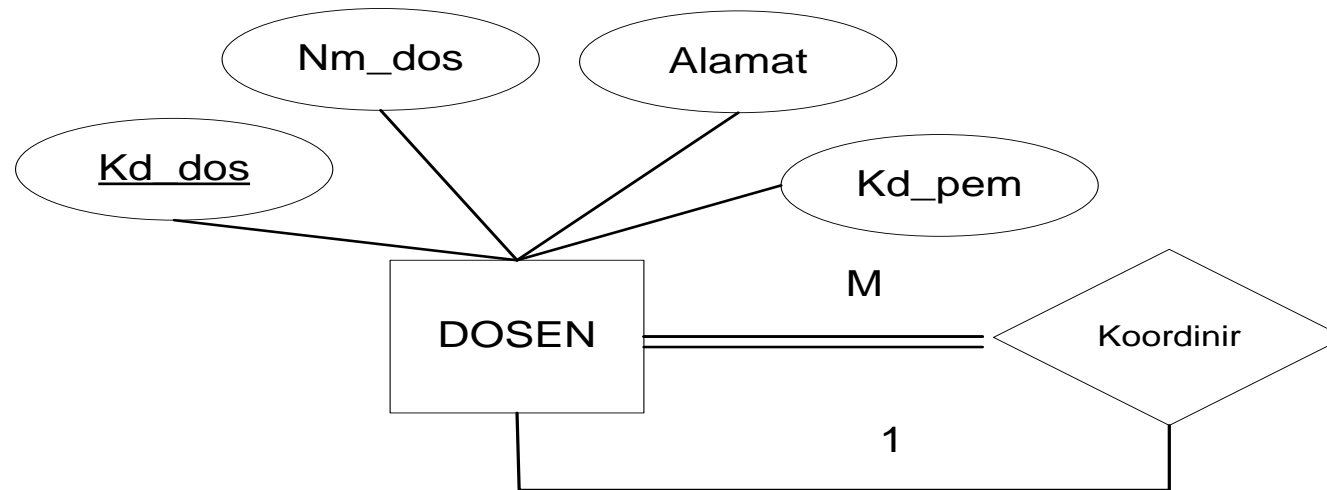 Nm_dos
Alamat
Kd_dos
Kd_pem
M
DOSEN
Koordinir
1